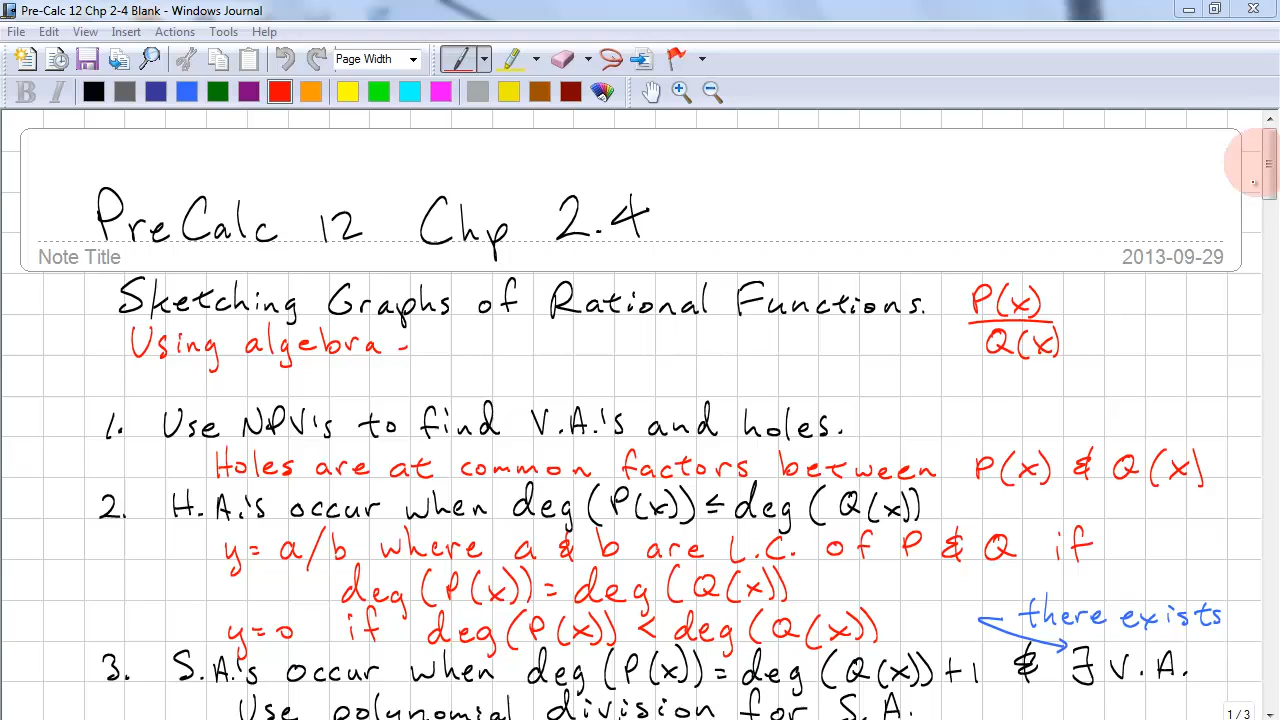 Pre-Calc 12 Chp 2-4 Blank - Windows Journal
File Edit View Insert Actions Tools Help
Page Width
B I
PreCalc 12 Chp 2.4
Note Title 2013-09-29
Sketching Graphs of Rational Functions. P(x)/Q(x)
Using algebra -
1. Use NPV's to find V.A.'s and holes.
Holes are at common factors between P(x) & Q(x)
2. H.A.'s occur when deg(P(x)) ≤ deg(Q(x))
y = a/b where a & b are L.C. of P & Q if
deg(P(x)) = deg(Q(x))
y = 0 if deg(P(x)) < deg(Q(x))
there exists
3. S.A.'s occur when deg(P(x)) = deg(Q(x)) + 1 & ∃ V.A.
Use polynomial division for S.A.
1/3